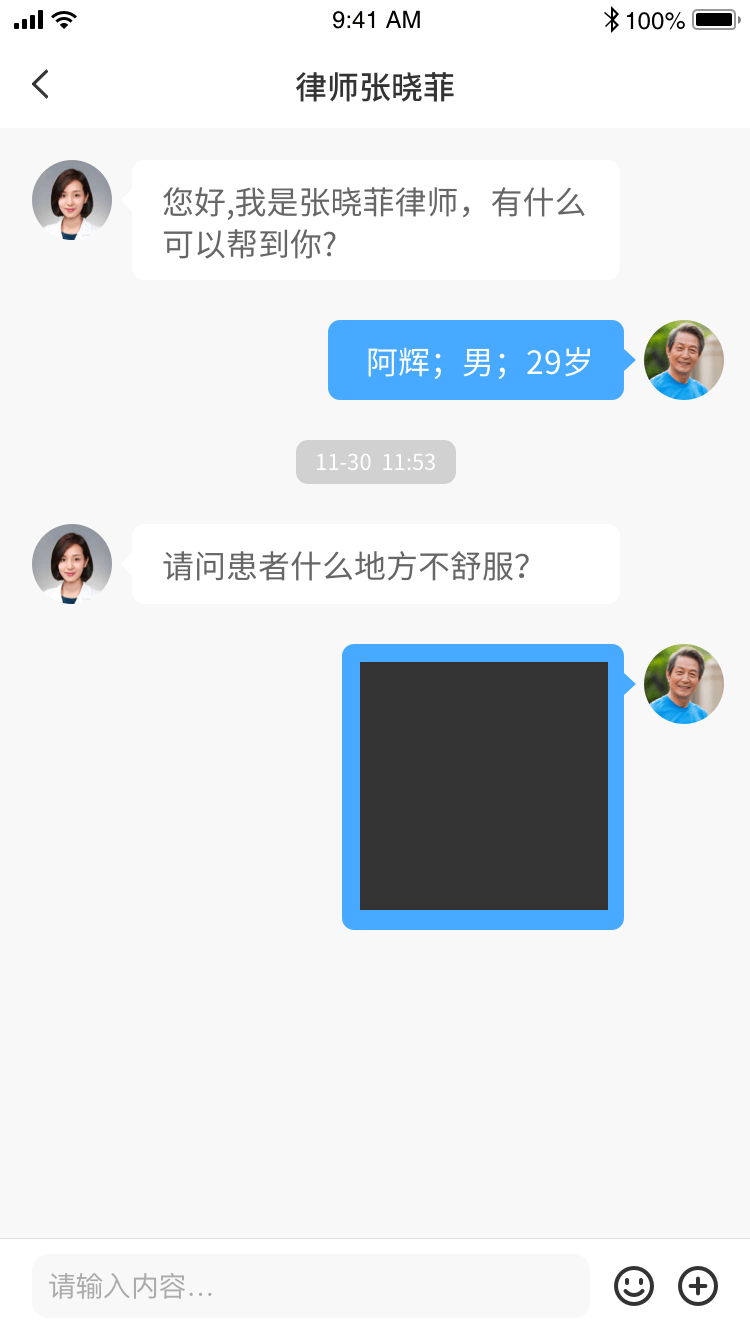 9:41 AM
100%
律师张晓菲
您好,我是张晓菲律师，有什么
可以帮到你?
阿辉；男；29岁
11-30 11:53
请问患者什么地方不舒服?
请输入内容…